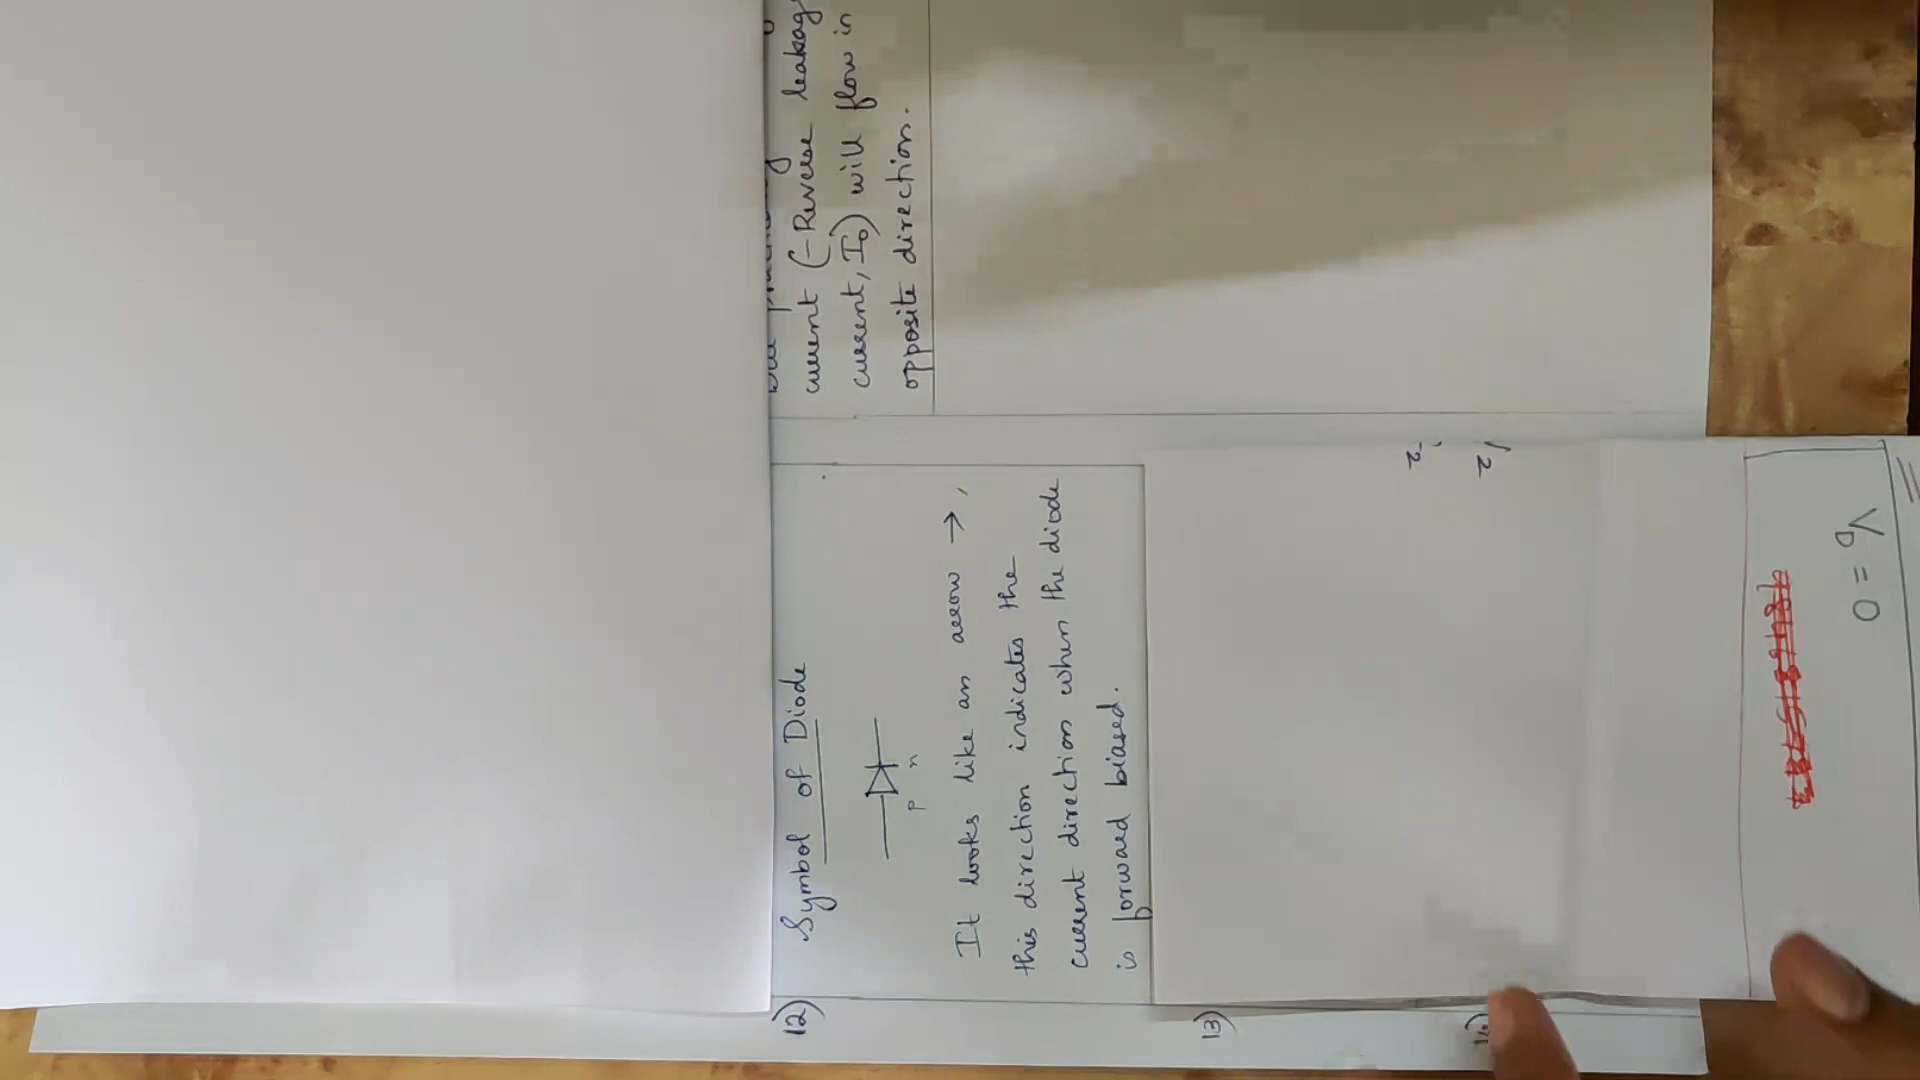 12)
Symbol of Diode
p n
It looks like an arrow →,
this direction indicates the
current direction when the diode
is forward biased.
current (-Reverse
current, I₀) will flow in
opposite direction.
13)
V_D = 0